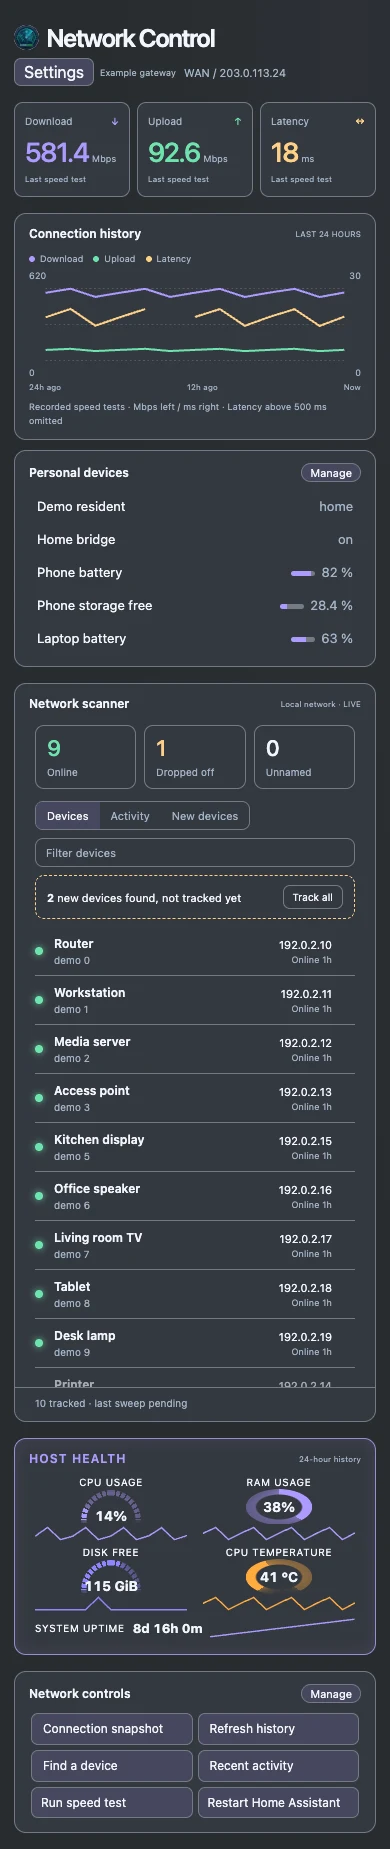 Network Control
Settings Example gateway WAN / 203.0.113.24
Download ↓
581.4 Mbps
Last speed test
Upload ↑
92.6 Mbps
Last speed test
Latency ↔
18 ms
Last speed test
Connection history LAST 24 HOURS
Download Upload Latency
620 30
0 0
24h ago 12h ago Now
Recorded speed tests · Mbps left / ms right · Latency above 500 ms
omitted
Personal devices Manage
Demo resident home
Home bridge on
Phone battery 82 %
Phone storage free 28.4 %
Laptop battery 63 %
Network scanner Local network · LIVE
9
Online
1
Dropped off
0
Unnamed
Devices Activity New devices
Filter devices
2 new devices found, not tracked yet Track all
Router 192.0.2.10
demo 0 Online 1h
Workstation 192.0.2.11
demo 1 Online 1h
Media server 192.0.2.12
demo 2 Online 1h
Access point 192.0.2.13
demo 3 Online 1h
Kitchen display 192.0.2.15
demo 5 Online 1h
Office speaker 192.0.2.16
demo 6 Online 1h
Living room TV 192.0.2.17
demo 7 Online 1h
Tablet 192.0.2.18
demo 8 Online 1h
Desk lamp 192.0.2.19
demo 9 Online 1h
Printer 192.0.2.14
10 tracked · last sweep pending
HOST HEALTH 24-hour history
CPU USAGE
14%
RAM USAGE
38%
DISK FREE
115 GiB
CPU TEMPERATURE
41 °C
SYSTEM UPTIME 8d 16h 0m
Network controls Manage
Connection snapshot Refresh history
Find a device Recent activity
Run speed test Restart Home Assistant